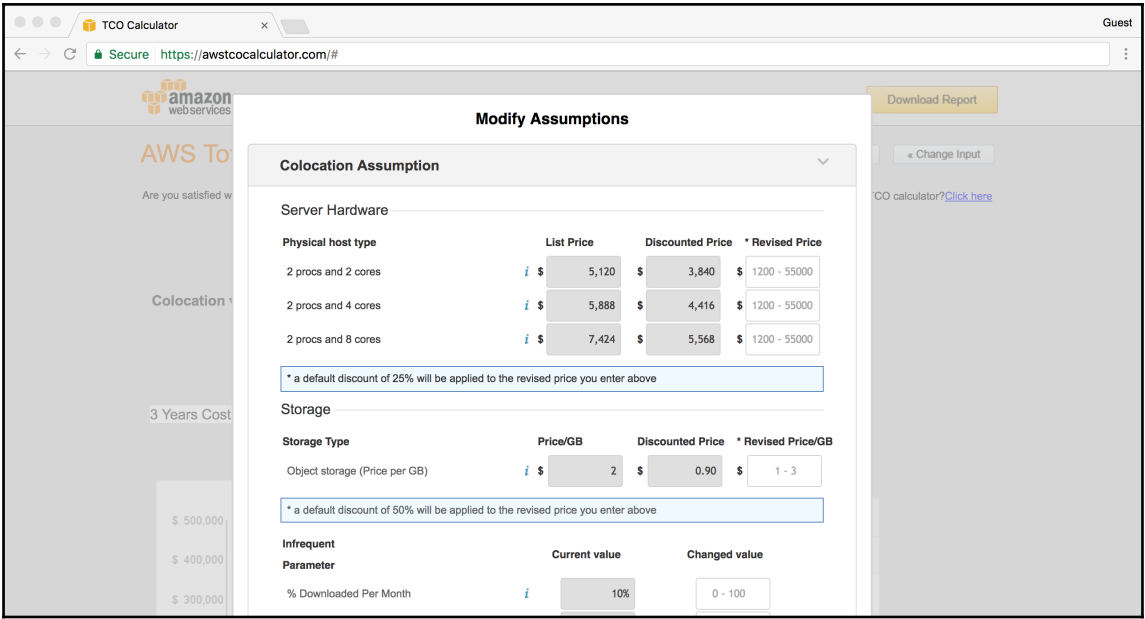 TCO Calculator
Guest
Secure https://awstcocalculator.com/#
amazon
webservices
Download Report
Modify Assumptions
AWS To
« Change Input
Colocation Assumption
Are you satisfied w
TCO calculator?Click here
Server Hardware
Physical host type List Price Discounted Price * Revised Price
2 procs and 2 cores i $ 5,120 $ 3,840 $ 1200 - 55000
Colocation
2 procs and 4 cores i $ 5,888 $ 4,416 $ 1200 - 55000
2 procs and 8 cores i $ 7,424 $ 5,568 $ 1200 - 55000
* a default discount of 25% will be applied to the revised price you enter above
3 Years Cost
Storage
Storage Type Price/GB Discounted Price * Revised Price/GB
Object storage (Price per GB) i $ 2 $ 0.90 $ 1 - 3
* a default discount of 50% will be applied to the revised price you enter above
$ 500,000
Infrequent
Parameter
Current value Changed value
$ 400,000
% Downloaded Per Month i 10% 0 - 100
$ 300,000